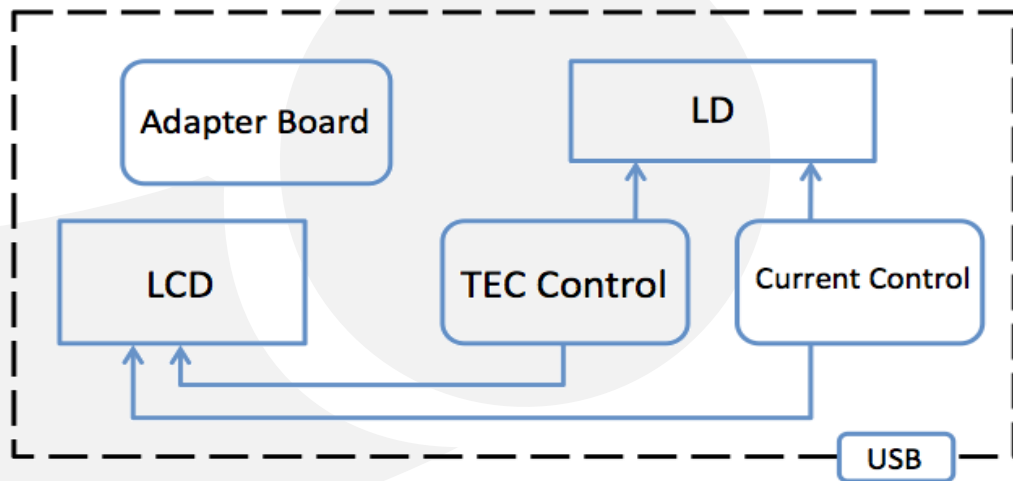 Adapter Board
LD
LCD
TEC Control
Current Control
USB